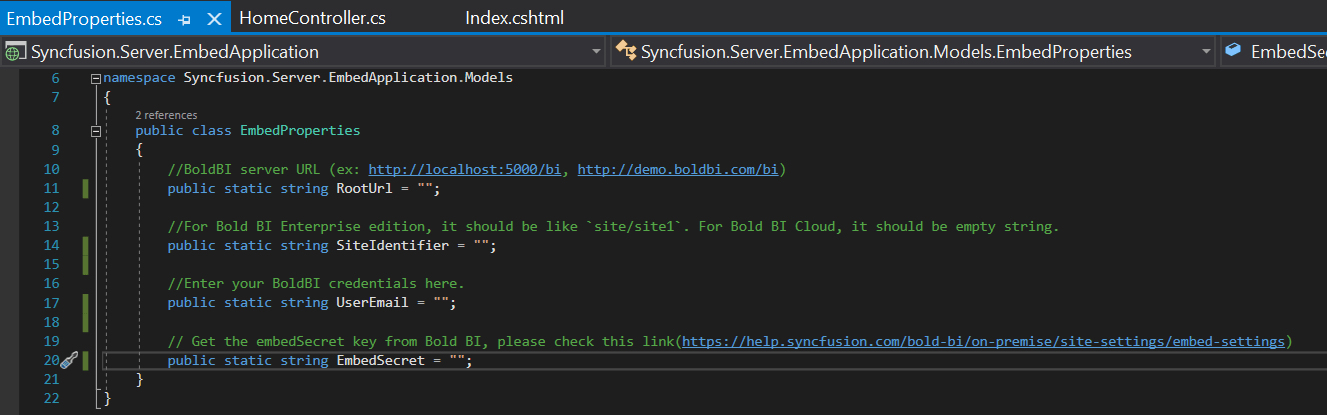 EmbedProperties.cs HomeController.cs Index.cshtml
Syncfusion.Server.EmbedApplication Syncfusion.Server.EmbedApplication.Models.EmbedProperties EmbedSec
6 namespace Syncfusion.Server.EmbedApplication.Models
7 {
2 references
8 public class EmbedProperties
9 {
10 //BoldBI server URL (ex: http://localhost:5000/bi, http://demo.boldbi.com/bi)
11 public static string RootUrl = "";
12
13 //For Bold BI Enterprise edition, it should be like `site/site1`. For Bold BI Cloud, it should be empty string.
14 public static string SiteIdentifier = "";
15
16 //Enter your BoldBI credentials here.
17 public static string UserEmail = "";
18
19 // Get the embedSecret key from Bold BI, please check this link(https://help.syncfusion.com/bold-bi/on-premise/site-settings/embed-settings)
20 public static string EmbedSecret = "";
21 }
22 }